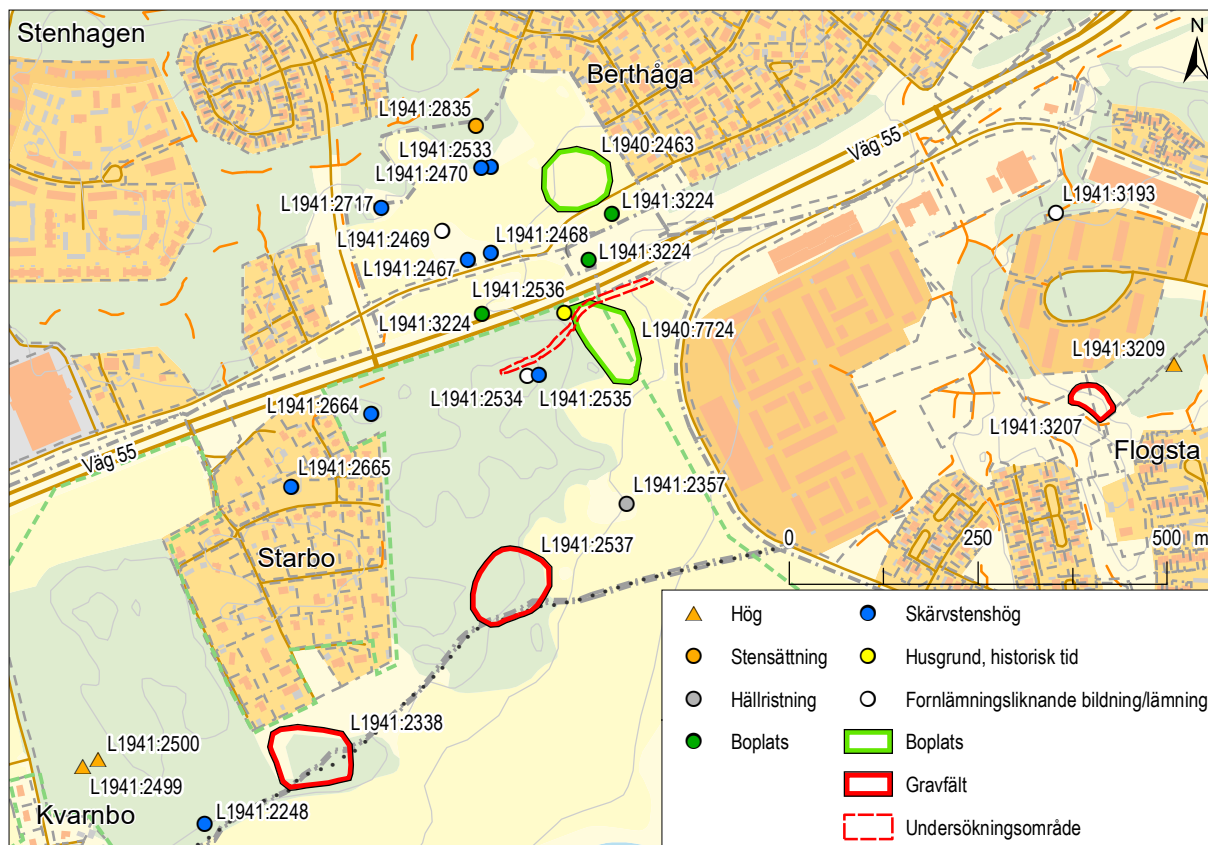 Stenhagen
N
Berthåga
L1941:2835
Väg 55
L1941:2533
L1940:2463
L1941:2470
L1941:2717
L1941:3224
L1941:3193
L1941:2469
L1941:2468
L1941:2467
L1941:3224
L1941:2536
L1941:3224
L1940:7724
L1941:3209
L1941:2534
L1941:2535
L1941:2664
L1941:3207
Väg 55
Flogsta
L1941:2665
L1941:2357
L1941:2537
0 250 500 m
Starbo
Hög
Skärvstenshög
Stensättning
Husgrund, historisk tid
Hällristning
Fornlämningsliknande bildning/lämning
L1941:2338
L1941:2500
Boplats
Boplats
L1941:2499
Gravfält
Kvarnbo
L1941:2248
Undersökningsområde